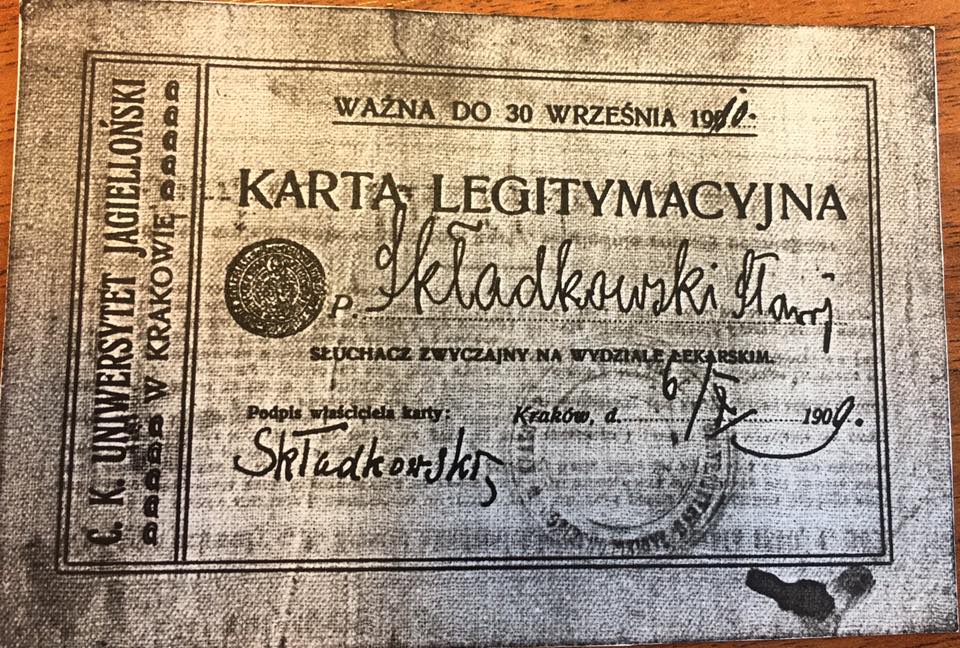 C. K. UNIWERSYTET JAGIELLOŃSKI
W KRAKOWIE
WAŻNA DO 30 WRZEŚNIA 1910.
KARTA LEGITYMACYJNA
P. Składkowski Sławoj
SŁUCHACZ ZWYCZAJNY NA WYDZIALE LEKARSKIM.
Podpis właściciela karty:
Kraków, d. 6/X 1909.
Składkowski